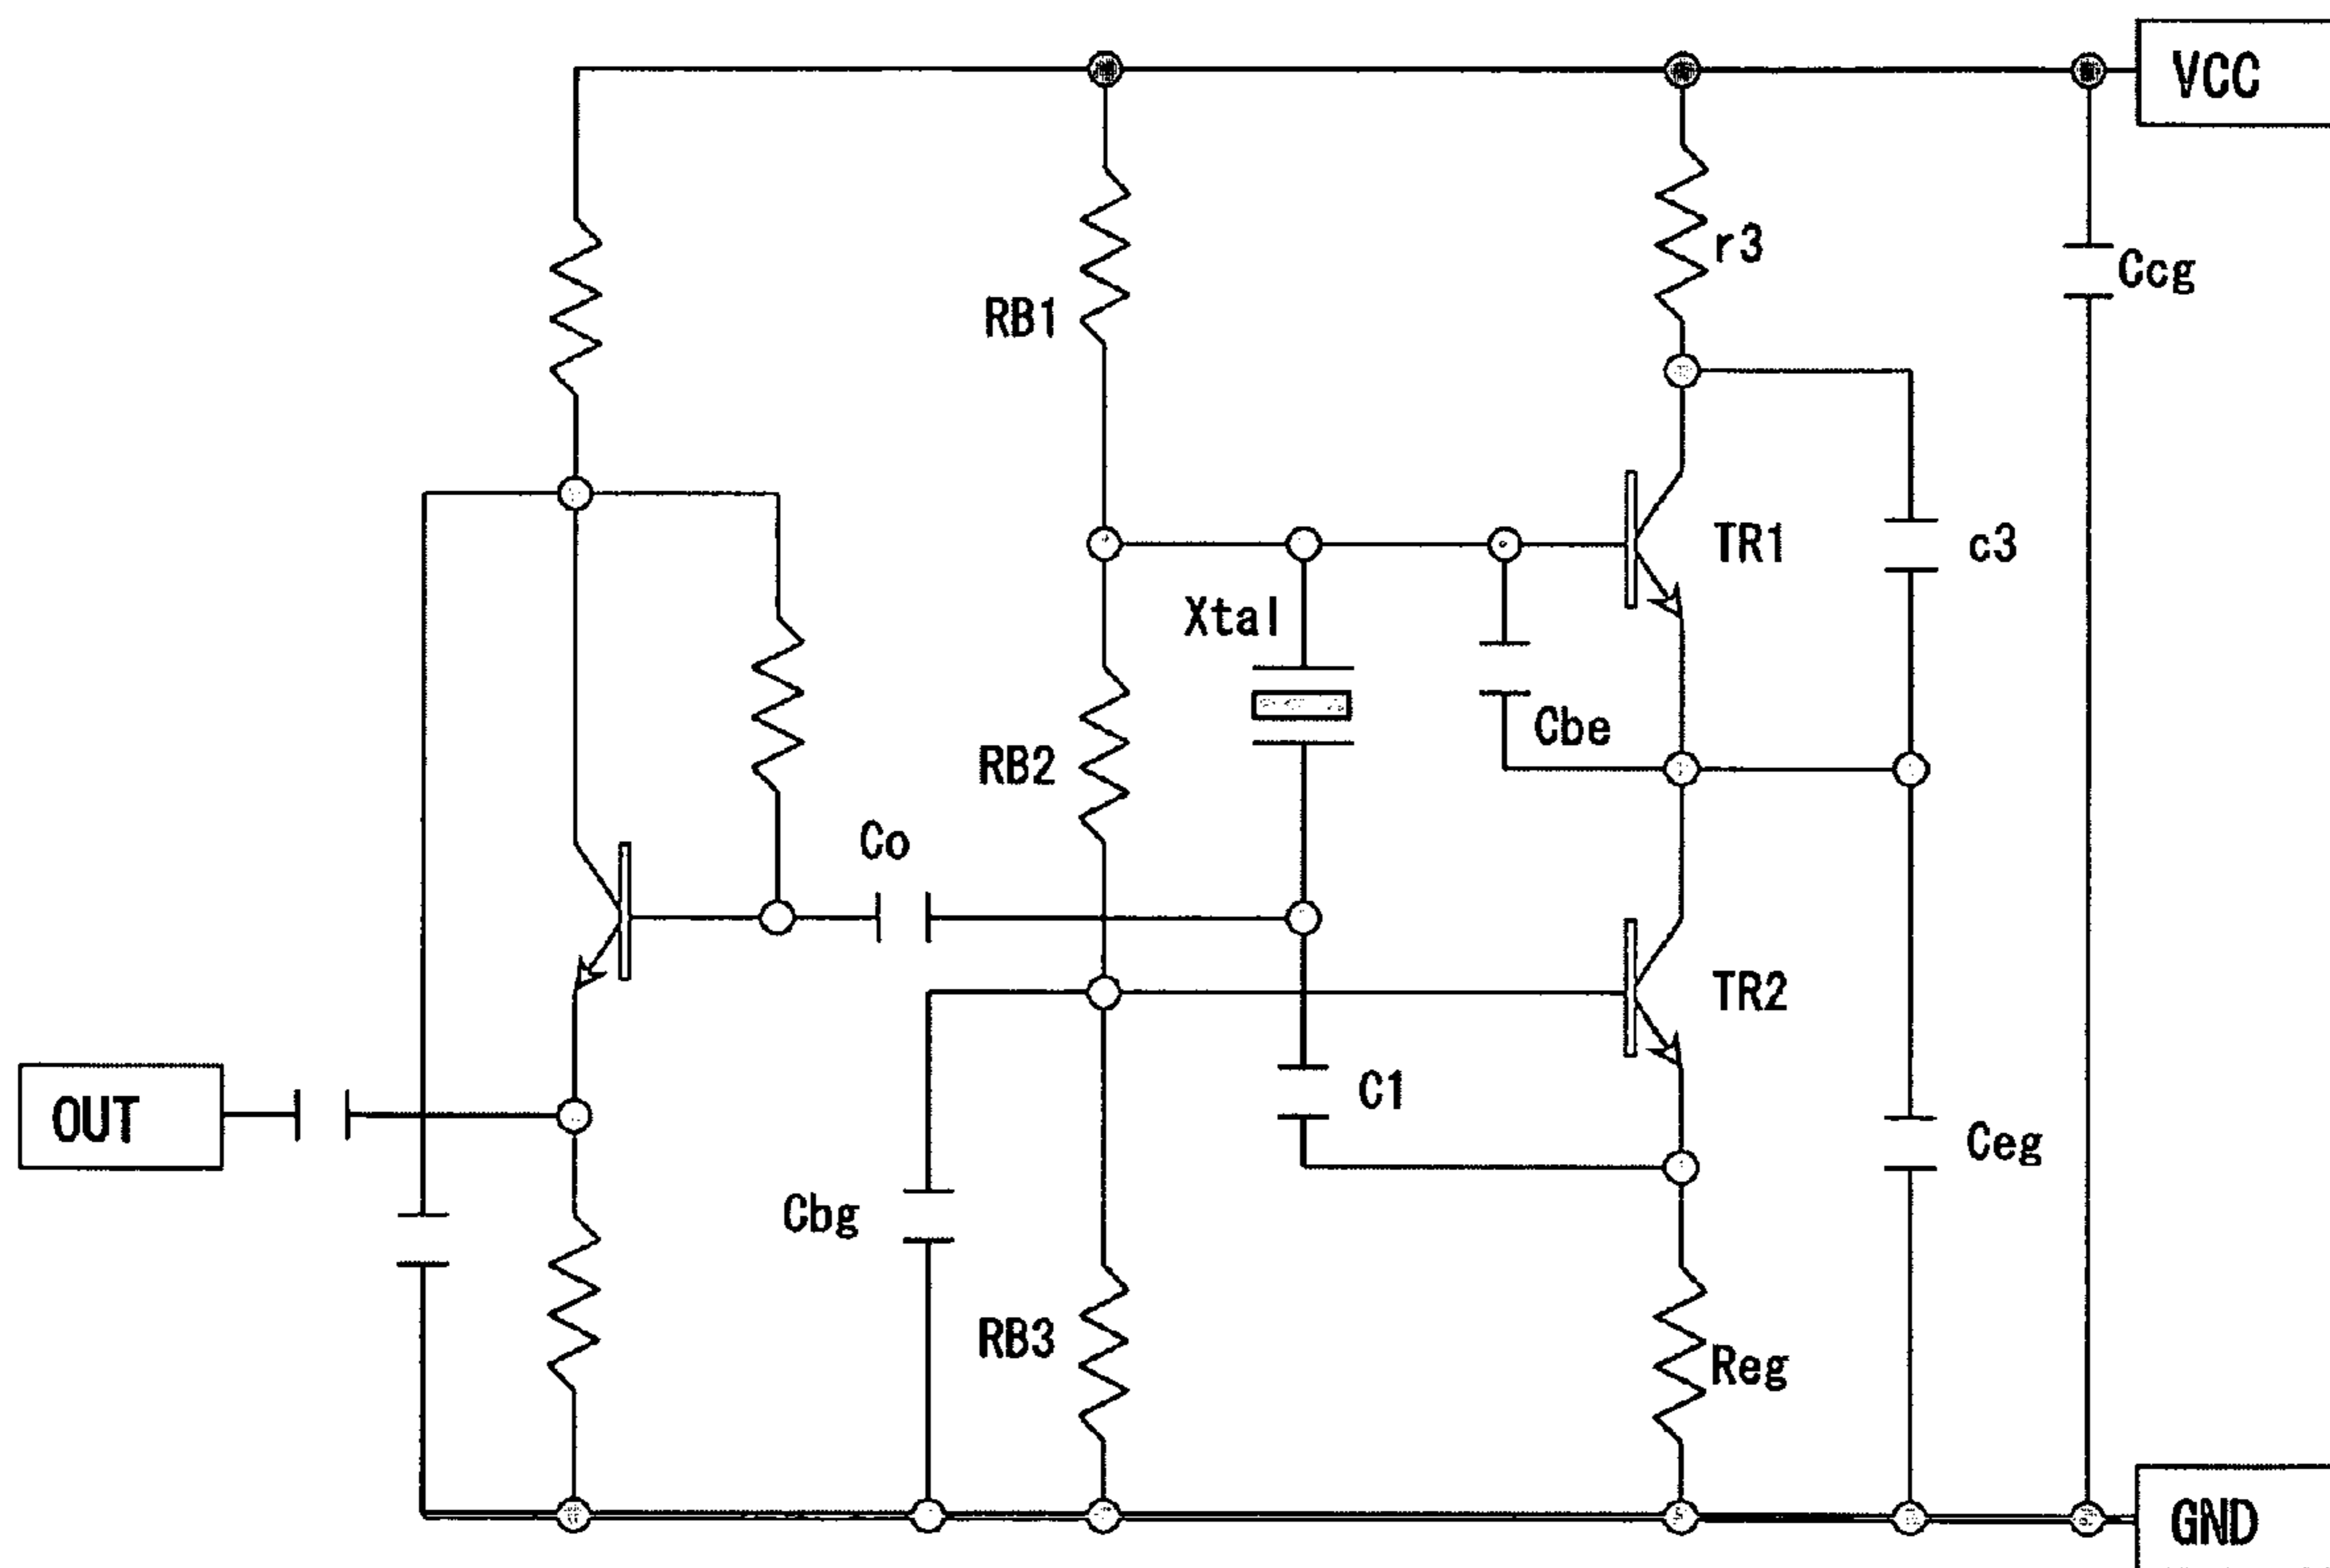 VCC
r3
Ccg
RB1
TR1
c3
Xtal
Cbe
RB2
Co
TR2
C1
OUT
Ceg
Cbg
RB3
Reg
GND